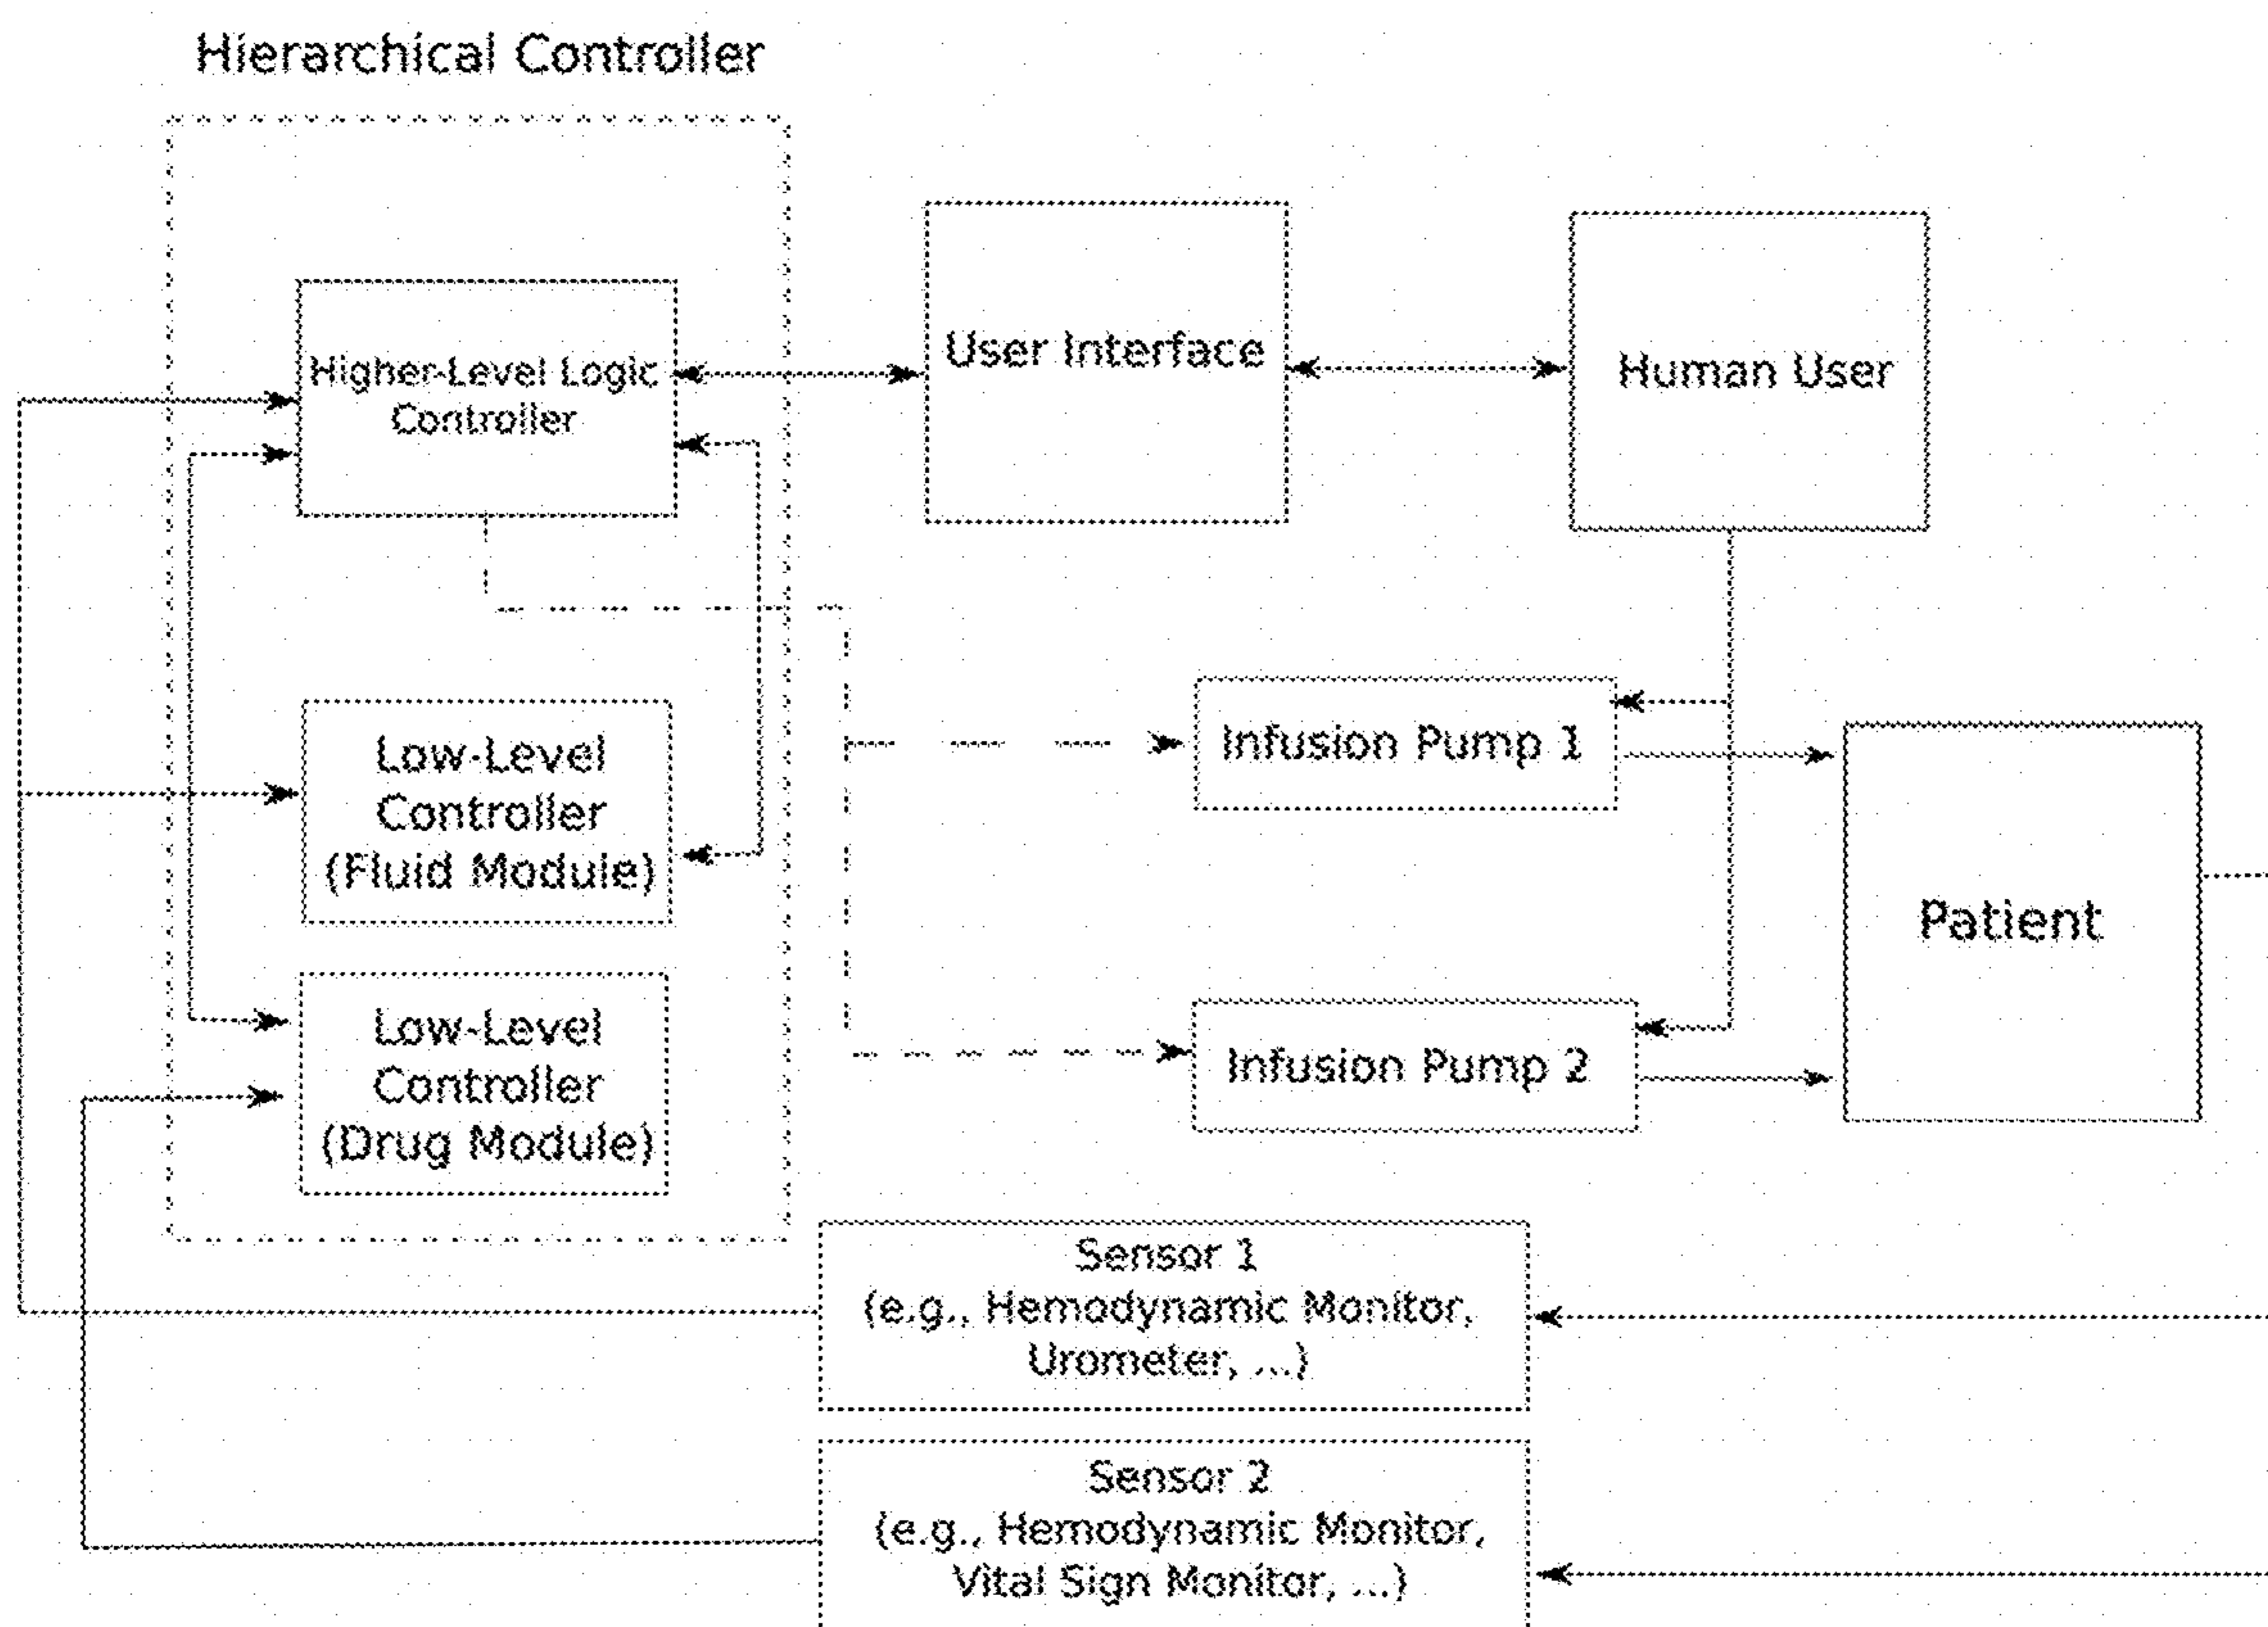 Hierarchical Controller
Higher-Level Logic
Controller
User Interface
Human User
Low-Level
Controller
(Fluid Module)
Infusion Pump 1
Patient
Low-Level
Controller
(Drug Module)
Infusion Pump 2
Sensor 1
(e.g., Hemodynamic Monitor,
Urometer, ...)
Sensor 2
(e.g., Hemodynamic Monitor,
Vital Sign Monitor, ...)